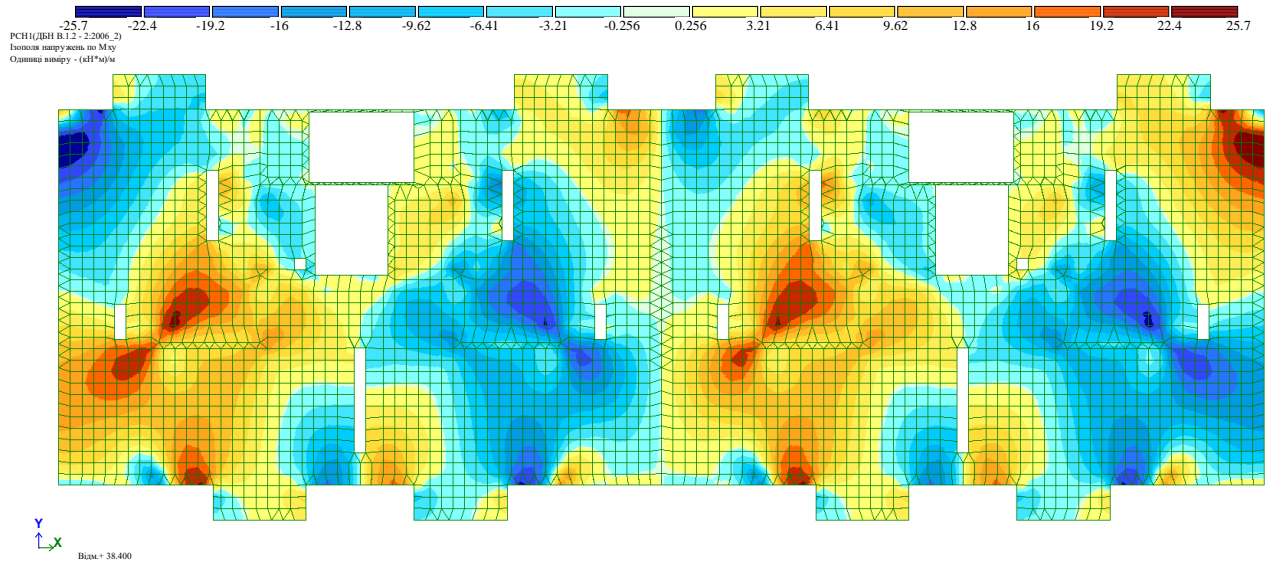 -25.7 -22.4 -19.2 -16 -12.8 -9.62 -6.41 -3.21 -0.256 0.256 3.21 6.41 9.62 12.8 16 19.2 22.4 25.7
РСН1(ДБН В.1.2 - 2:2006_2)
Ізополя напружень по Mxy
Одиниці виміру - (кН*м)/м
Y
X
Відм.+ 38.400